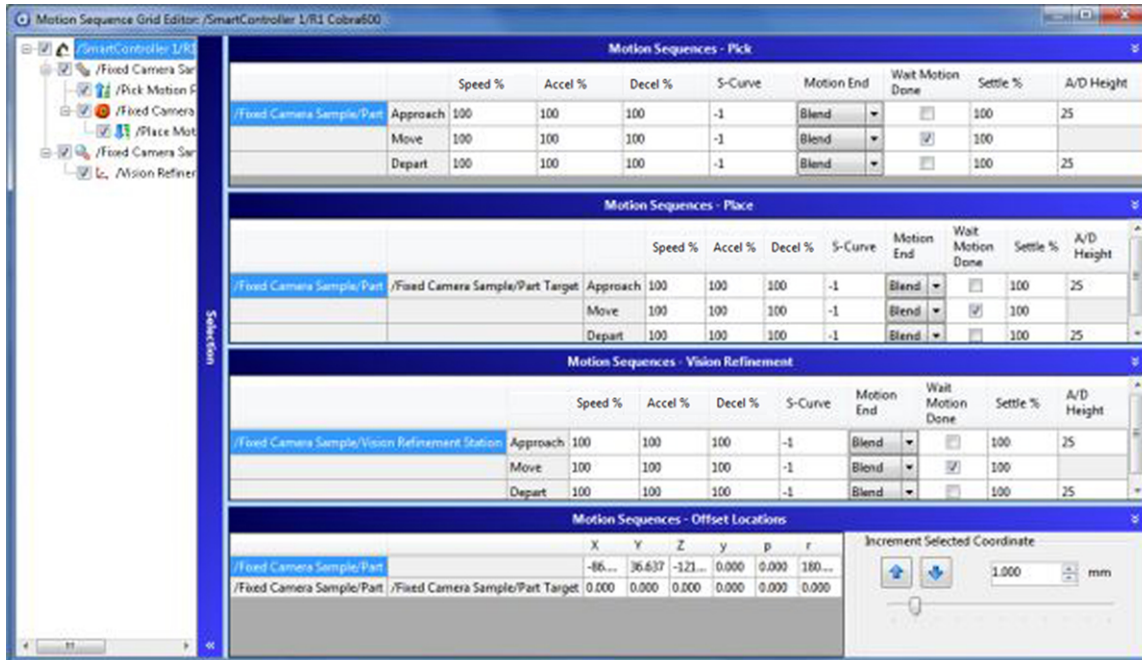 Motion Sequence Grid Editor: /SmartController 1/R1 Cobra600
/SmartController 1/R1
/Fixed Camera Sar
/Pick Motion P
/Fixed Camera
/Place Mot
/Fixed Camera Sar
/Vision Refiner
Selection
Motion Sequences - Pick
Speed % Accel % Decel % S-Curve Motion End Wait Motion Done Settle % A/D Height
/Fixed Camera Sample/Part Approach 100 100 100 -1 Blend 100 25
Move 100 100 100 -1 Blend 100
Depart 100 100 100 -1 Blend 100 25
Motion Sequences - Place
Speed % Accel % Decel % S-Curve Motion End Wait Motion Done Settle % A/D Height
/Fixed Camera Sample/Part /Fixed Camera Sample/Part Target Approach 100 100 100 -1 Blend 100 25
Move 100 100 100 -1 Blend 100
Depart 100 100 100 -1 Blend 100 25
Motion Sequences - Vision Refinement
Speed % Accel % Decel % S-Curve Motion End Wait Motion Done Settle % A/D Height
/Fixed Camera Sample/Vision Refinement Station Approach 100 100 100 -1 Blend 100 25
Move 100 100 100 -1 Blend 100
Depart 100 100 100 -1 Blend 100 25
Motion Sequences - Offset Locations
X Y Z y p r
/Fixed Camera Sample/Part -86.... 36.637 -121... 0.000 0.000 180....
/Fixed Camera Sample/Part /Fixed Camera Sample/Part Target 0.000 0.000 0.000 0.000 0.000 0.000
Increment Selected Coordinate
1.000 mm